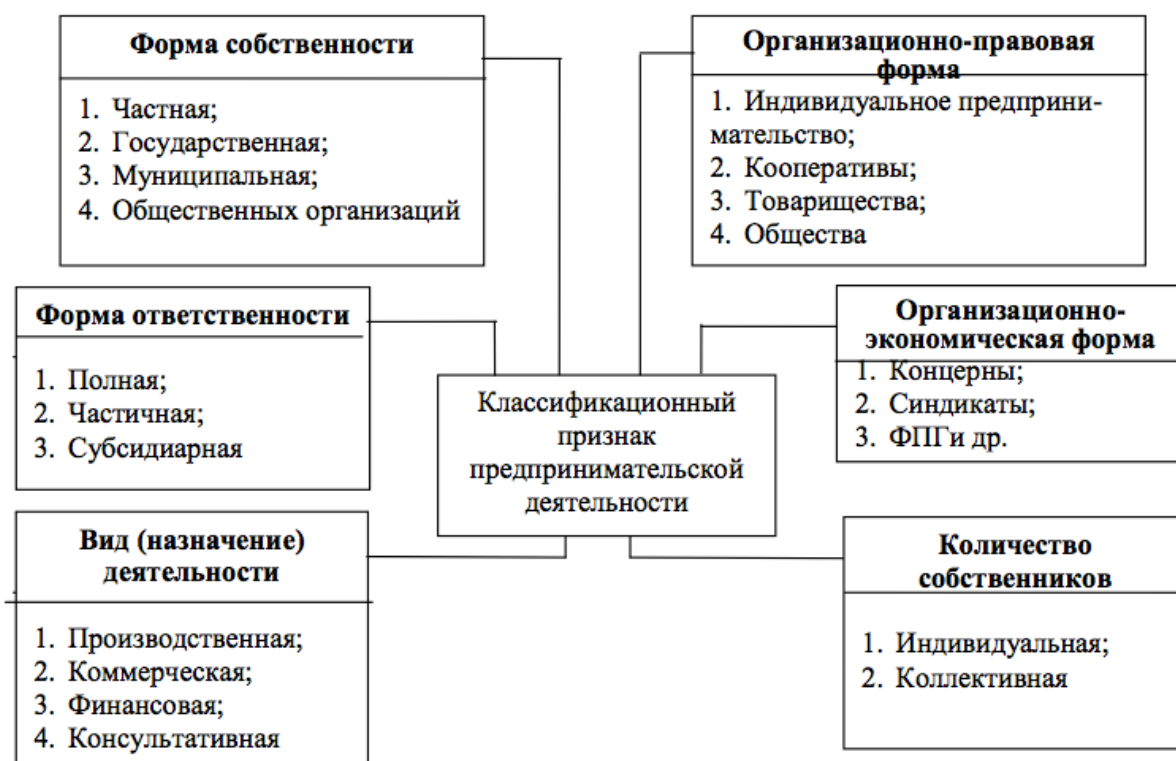 Форма собственности
1. Частная;
2. Государственная;
3. Муниципальная;
4. Общественных организаций
Организационно-правовая
форма
1. Индивидуальное предприни-
мательство;
2. Кооперативы;
3. Товарищества;
4. Общества
Форма ответственности
1. Полная;
2. Частичная;
3. Субсидиарная
Классификационный
признак
предпринимательской
деятельности
Организационно-
экономическая форма
1. Концерны;
2. Синдикаты;
3. ФПГи др.
Вид (назначение)
деятельности
1. Производственная;
2. Коммерческая;
3. Финансовая;
4. Консультативная
Количество
собственников
1. Индивидуальная;
2. Коллективная